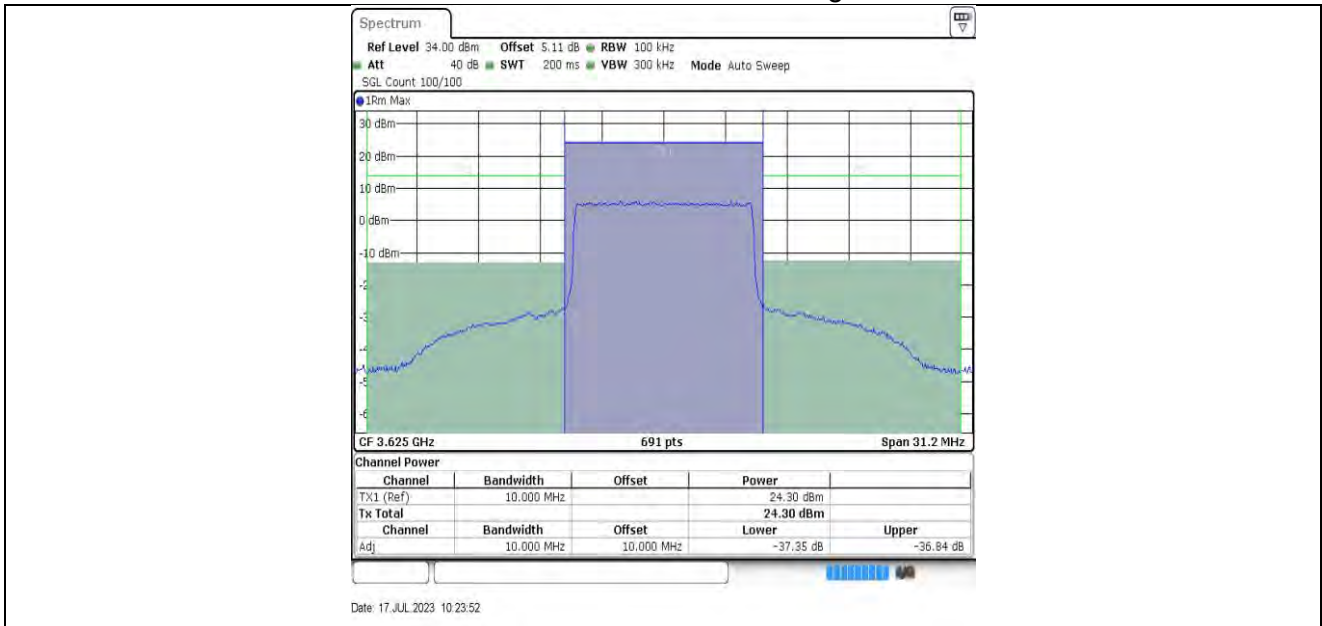 Spectrum
Ref Level 34.00 dBm Offset 5.11 dB RBW 100 kHz
Att 40 dB SWT 200 ms VBW 300 kHz Mode Auto Sweep
SGL Count 100/100
1Rm Max
30 dBm
20 dBm
10 dBm
0 dBm
-10 dBm
CF 3.625 GHz 691 pts Span 31.2 MHz
Channel Power
Channel Bandwidth Offset Power
TX1 (Ref) 10.000 MHz 24.30 dBm
Tx Total 24.30 dBm
Channel Bandwidth Offset Lower Upper
Adj 10.000 MHz 10.000 MHz -37.35 dB -36.84 dB
Date: 17.JUL.2023 10:23:52